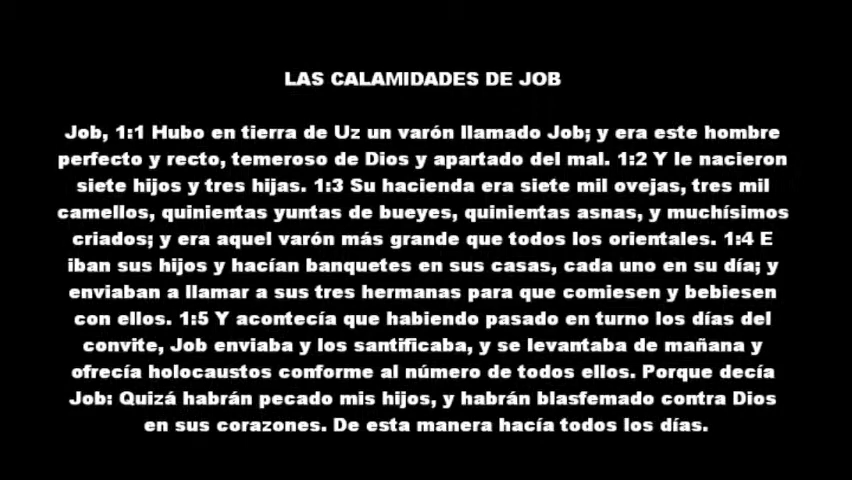 LAS CALAMIDADES DE JOB
Job, 1:1 Hubo en tierra de Uz un varón llamado Job; y era este hombre
perfecto y recto, temeroso de Dios y apartado del mal. 1:2 Y le nacieron
siete hijos y tres hijas. 1:3 Su hacienda era siete mil ovejas, tres mil
camellos, quinientas yuntas de bueyes, quinientas asnas, y muchísimos
criados; y era aquel varón más grande que todos los orientales. 1:4 E
iban sus hijos y hacían banquetes en sus casas, cada uno en su día; y
enviaban a llamar a sus tres hermanas para que comiesen y bebiesen
con ellos. 1:5 Y acontecía que habiendo pasado en turno los días del
convite, Job enviaba y los santificaba, y se levantaba de mañana y
ofrecía holocaustos conforme al número de todos ellos. Porque decía
Job: Quizá habrán pecado mis hijos, y habrán blasfemado contra Dios
en sus corazones. De esta manera hacía todos los días.